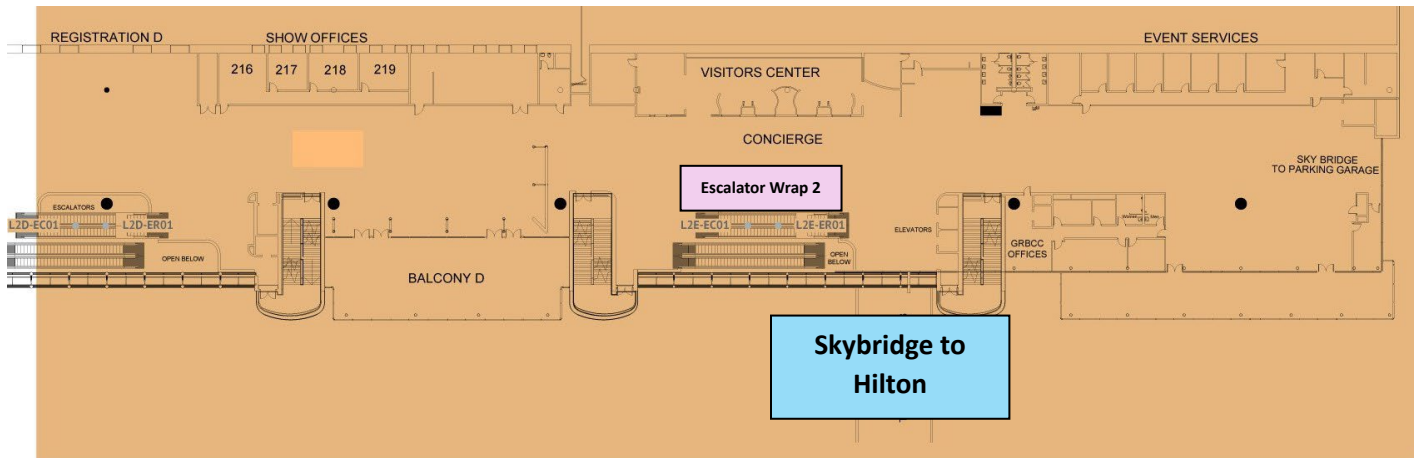 REGISTRATION D
SHOW OFFICES
EVENT SERVICES
216
217
218
219
VISITORS CENTER
CONCIERGE
SKY BRIDGE
TO PARKING GARAGE
Escalator Wrap 2
ESCALATORS
L2D-EC01
L2D-ER01
L2E-EC01
L2E-ER01
ELEVATORS
Women
Men
GRBCC
OFFICES
OPEN BELOW
OPEN
BELOW
BALCONY D
Skybridge to
Hilton